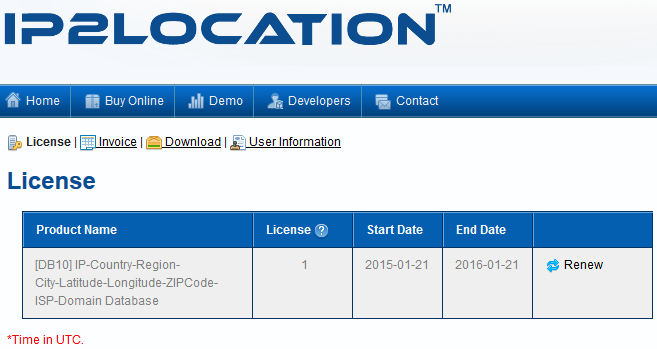 IP2LOCATION™
Home Buy Online Demo Developers Contact
License | Invoice | Download | User Information
License
Product Name License ? Start Date End Date
[DB10] IP-Country-Region- 1 2015-01-21 2016-01-21 Renew
City-Latitude-Longitude-ZIPCode-
ISP-Domain Database
*Time in UTC.